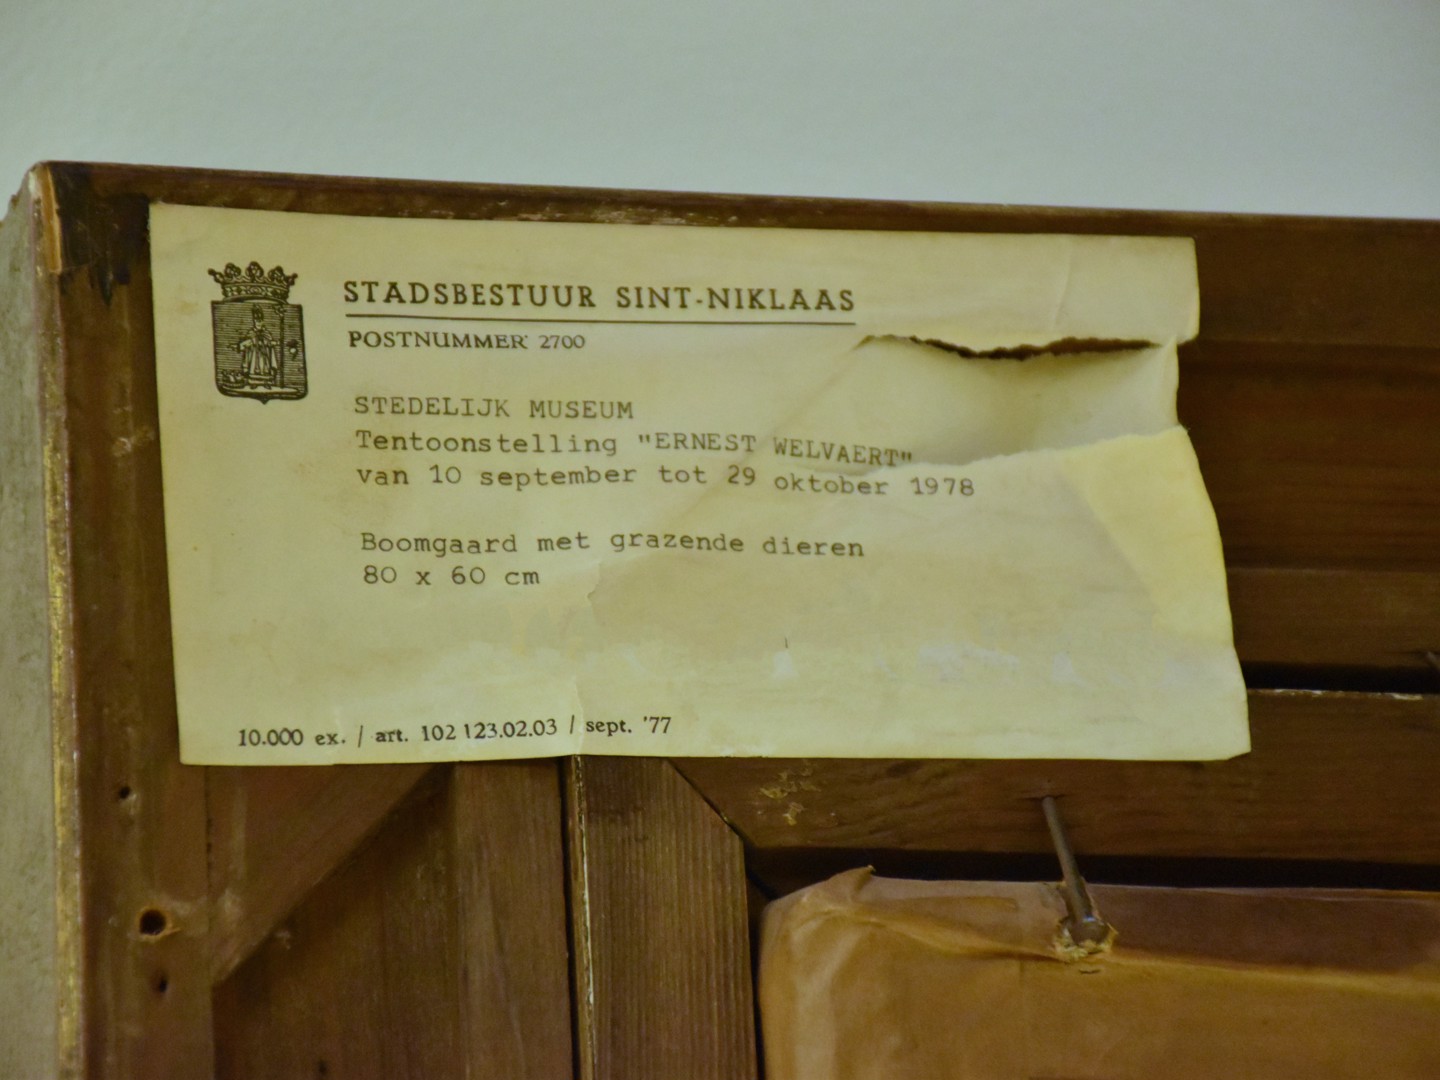 STADSBESTUUR SINT-NIKLAAS
POSTNUMMER: 2700
STEDELIJK MUSEUM
Tentoonstelling "ERNEST WELVAERT"
van 10 september tot 29 oktober 1978
Boomgaard met grazende dieren
80 x 60 cm
10.000 ex. / art. 102 123.02.03 / sept. '77